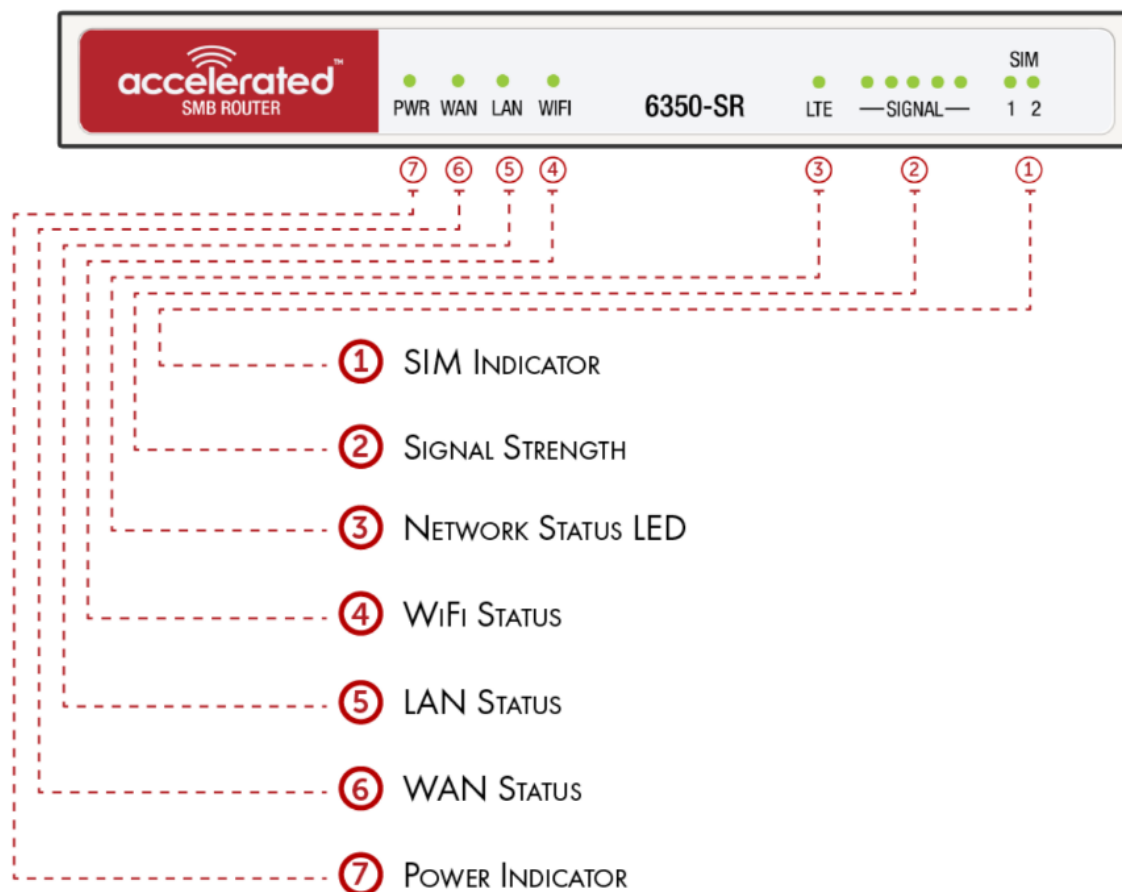 accelerated™
SMB ROUTER
PWR WAN LAN WIFI
6350-SR
LTE
SIGNAL
SIM
1 2
7 6 5 4 3 2 1
1 SIM INDICATOR
2 SIGNAL STRENGTH
3 NETWORK STATUS LED
4 WIFI STATUS
5 LAN STATUS
6 WAN STATUS
7 POWER INDICATOR